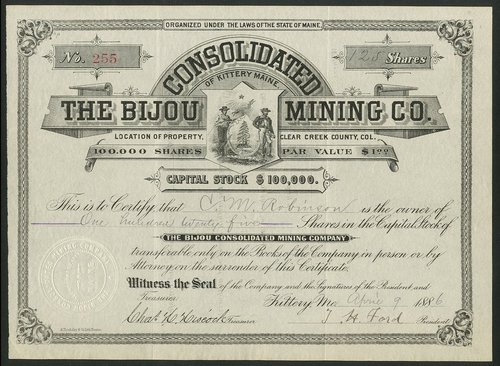 ORGANIZED UNDER THE LAWS OF THE STATE OF MAINE.
No. 255
125 Shares
CONSOLIDATED
OF KITTERY MAINE
THE BIJOU MINING CO.
LOCATION OF PROPERTY, CLEAR CREEK COUNTY, COL.
100.000 SHARES PAR VALUE $1.00
CAPITAL STOCK $100,000.
This is to Certify, that C. M. Robinson is the owner of
One hundred twenty five Shares in the Capital Stock of
THE BIJOU CONSOLIDATED MINING COMPANY
transferable only on the Books of the Company in person or by
Attorney on the surrender of this Certificate.
Witness the Seal of the Company and the Signatures of the President and
Treasurer.
Kittery, Me. April 9 1886
Chas. H. Hiscock Treasurer.
J. H. Ford President.